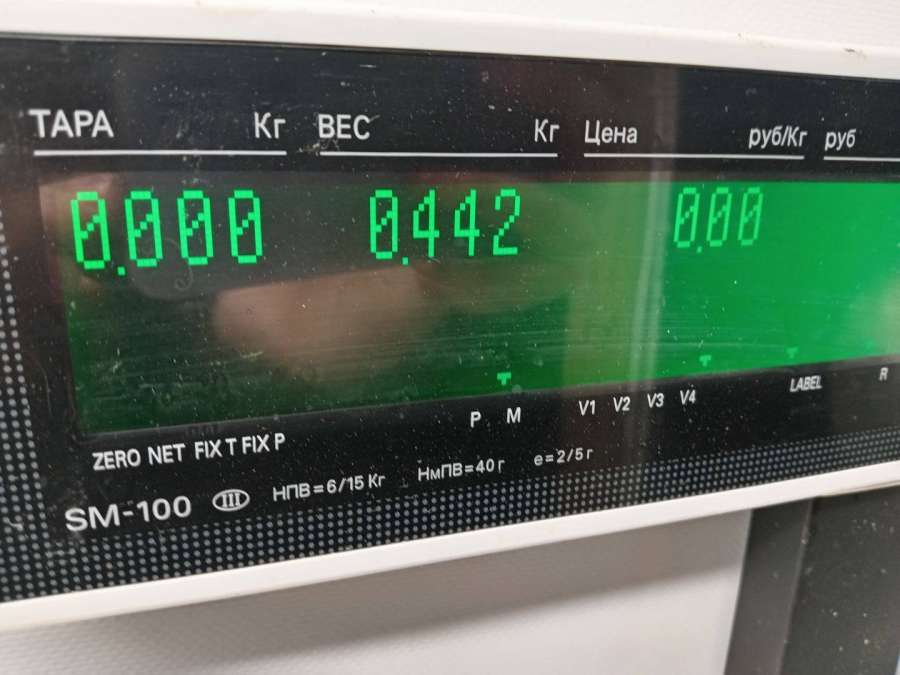 ТАРА Кг ВЕС Кг Цена руб/Кг руб
0.000 0.442 0.00
P M V1 V2 V3 V4 LABEL R
ZERO NET FIX T FIX P
SM-100 III НПВ=6/15 Кг НмПВ=40 г e=2/5 г